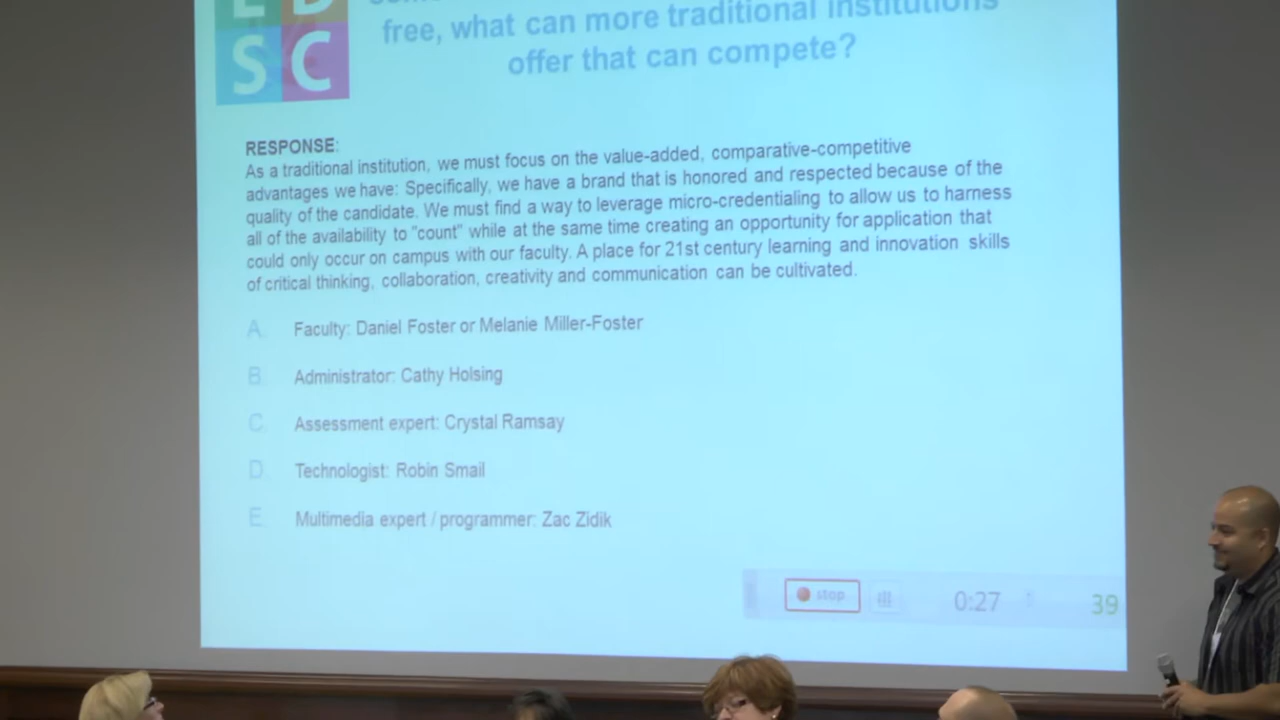 E D
S C
free, what can more traditional institutions
offer that can compete?
RESPONSE:
As a traditional institution, we must focus on the value-added, comparative-competitive
advantages we have: Specifically, we have a brand that is honored and respected because of the
quality of the candidate. We must find a way to leverage micro-credentialing to allow us to harness
all of the availability to "count" while at the same time creating an opportunity for application that
could only occur on campus with our faculty. A place for 21st century learning and innovation skills
of critical thinking, collaboration, creativity and communication can be cultivated.
A. Faculty: Daniel Foster or Melanie Miller-Foster
B. Administrator: Cathy Holsing
C. Assessment expert: Crystal Ramsay
D. Technologist: Robin Smail
E. Multimedia expert / programmer: Zac Zidik
stop 0:27 39